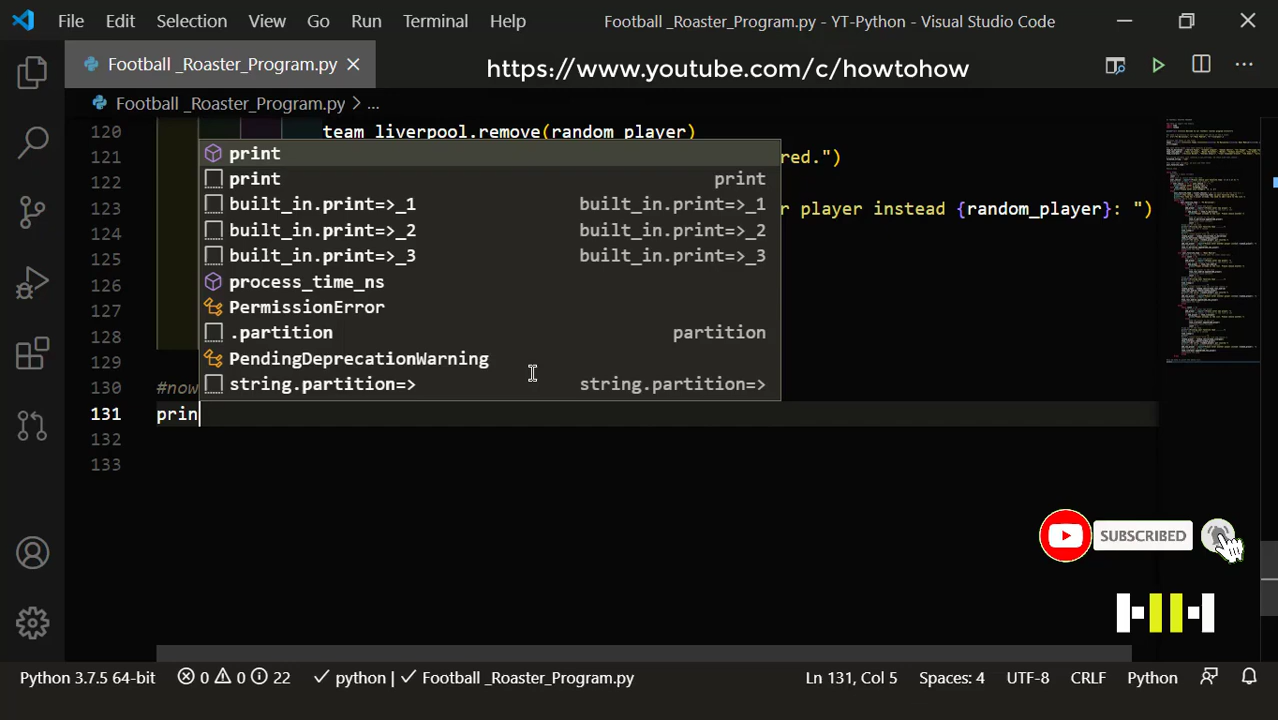 File Edit Selection View Go Run Terminal Help Football _Roaster_Program.py - YT-Python - Visual Studio Code
Football _Roaster_Program.py
https://www.youtube.com/c/howtohow
Football _Roaster_Program.py > ...
120 team_liverpool.remove(random_player)
121 red.")
122
123 r player instead {random_player}: ")
124
125
126
127
128
129
130 #now
131 prin
132
133
print
print print
built_in.print=>_1 built_in.print=>_1
built_in.print=>_2 built_in.print=>_2
built_in.print=>_3 built_in.print=>_3
process_time_ns
PermissionError
.partition partition
PendingDeprecationWarning
string.partition=> string.partition=>
SUBSCRIBED
Python 3.7.5 64-bit 0 0 22 python | Football _Roaster_Program.py Ln 131, Col 5 Spaces: 4 UTF-8 CRLF Python